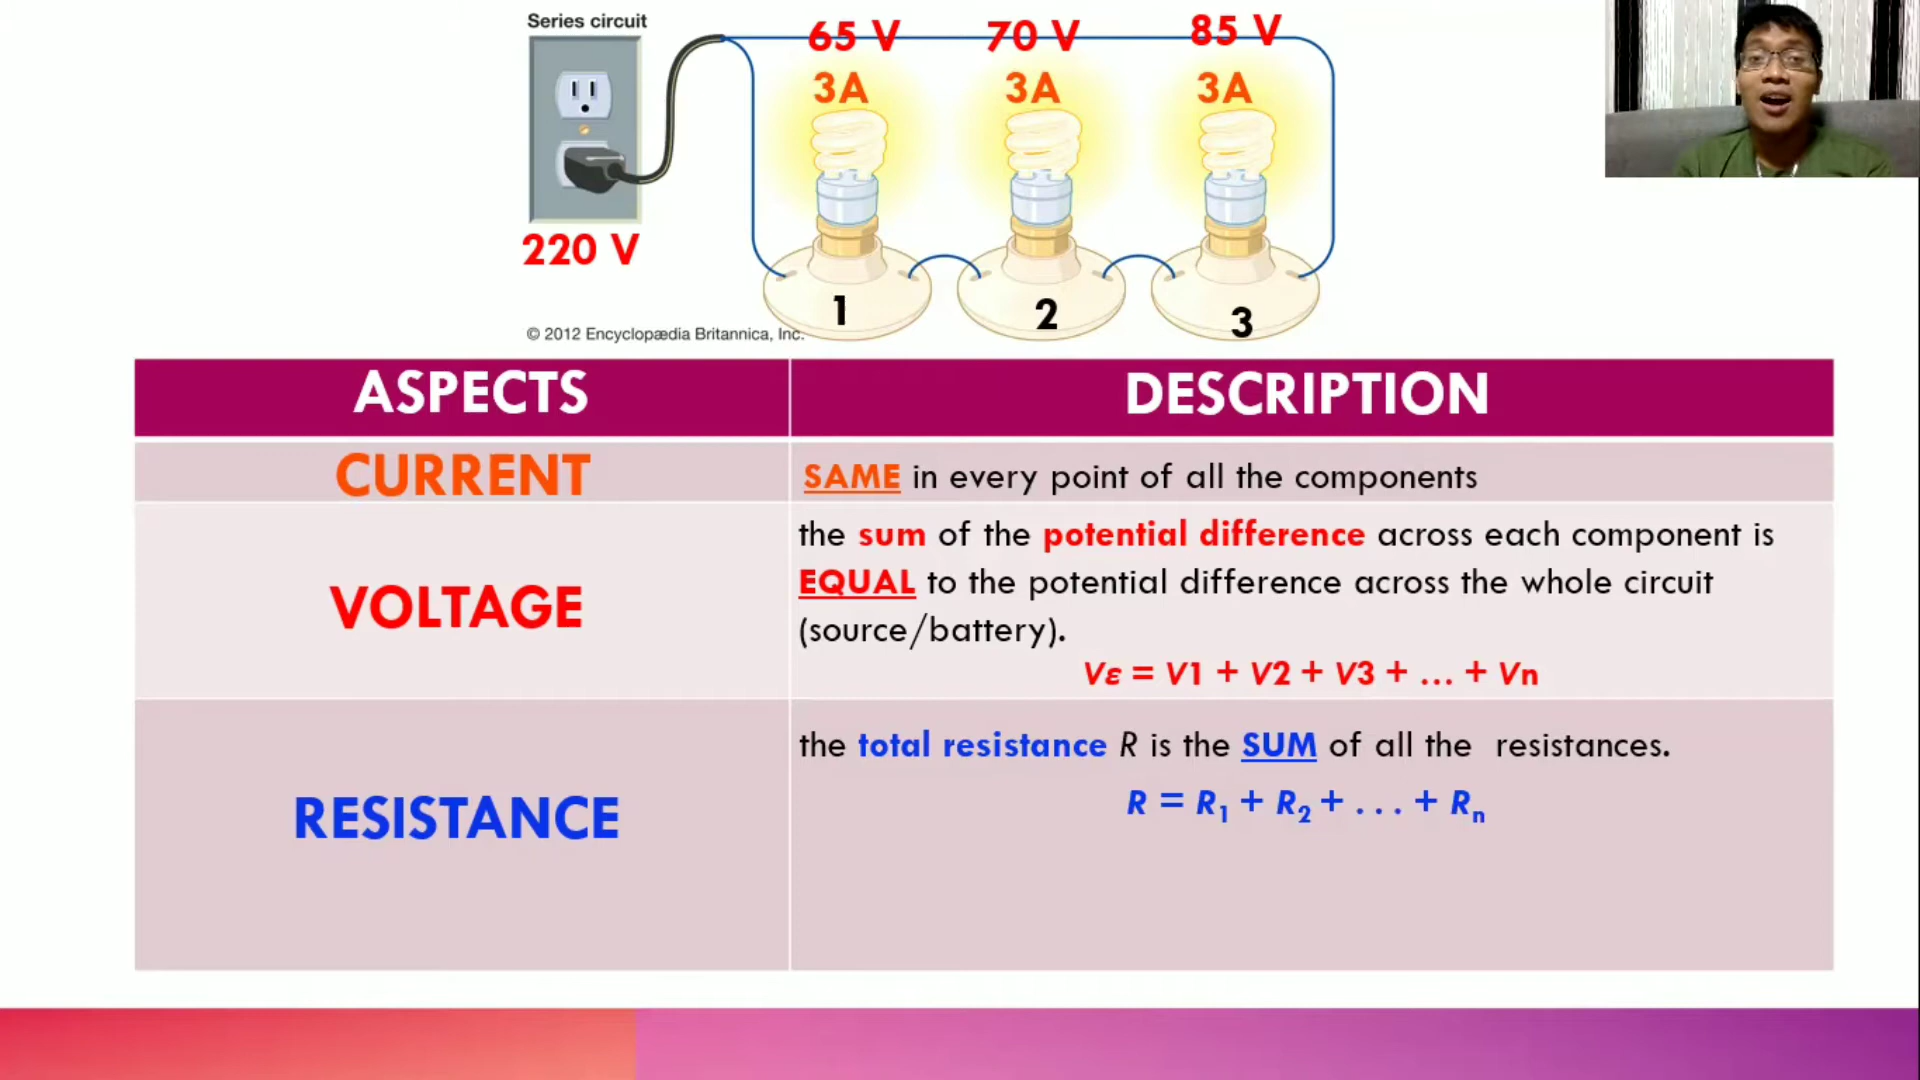 Series circuit
65 V 70 V 85 V
3A 3A 3A
220 V
1 2 3
© 2012 Encyclopædia Britannica, Inc.
ASPECTS DESCRIPTION
CURRENT SAME in every point of all the components
VOLTAGE
the sum of the potential difference across each component is
EQUAL to the potential difference across the whole circuit
(source/battery).
Vε = V1 + V2 + V3 + … + Vn
RESISTANCE
the total resistance R is the SUM of all the resistances.
R = R₁ + R₂ + . . . + Rₙ